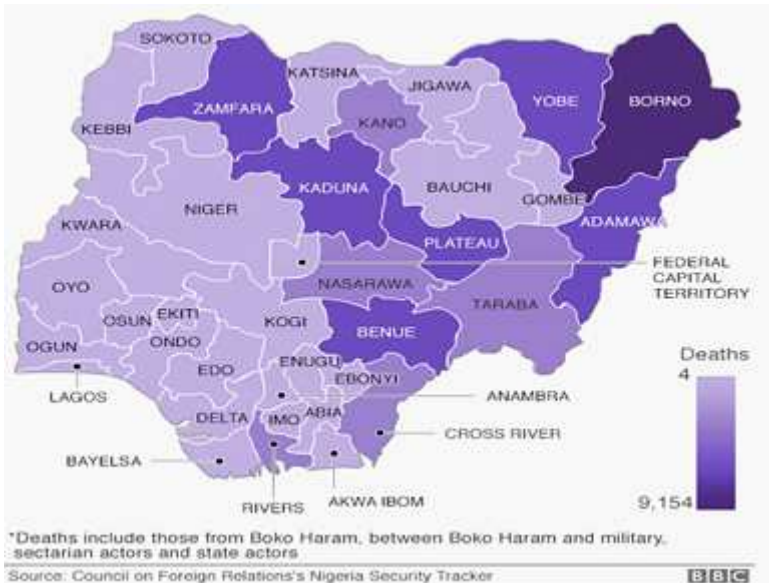 SOKOTO
KATSINA
JIGAWA
YOBE
BORNO
ZAMFARA
KANO
KEBBI
KADUNA
BAUCHI
GOMBE
NIGER
ADAMAWA
KWARA
PLATEAU
FEDERAL
CAPITAL
TERRITORY
NASARAWA
OYO
TARABA
EKITI
OSUN
KOGI
BENUE
ONDO
OGUN
ENUGU
EDO
EBONYI
Deaths
4
LAGOS
ANAMBRA
DELTA
IMO
ABIA
CROSS RIVER
BAYELSA
AKWA IBOM
RIVERS
9,154
*Deaths include those from Boko Haram, between Boko Haram and military,
sectarian actors and state actors
Source: Council on Foreign Relations's Nigeria Security Tracker
BBC